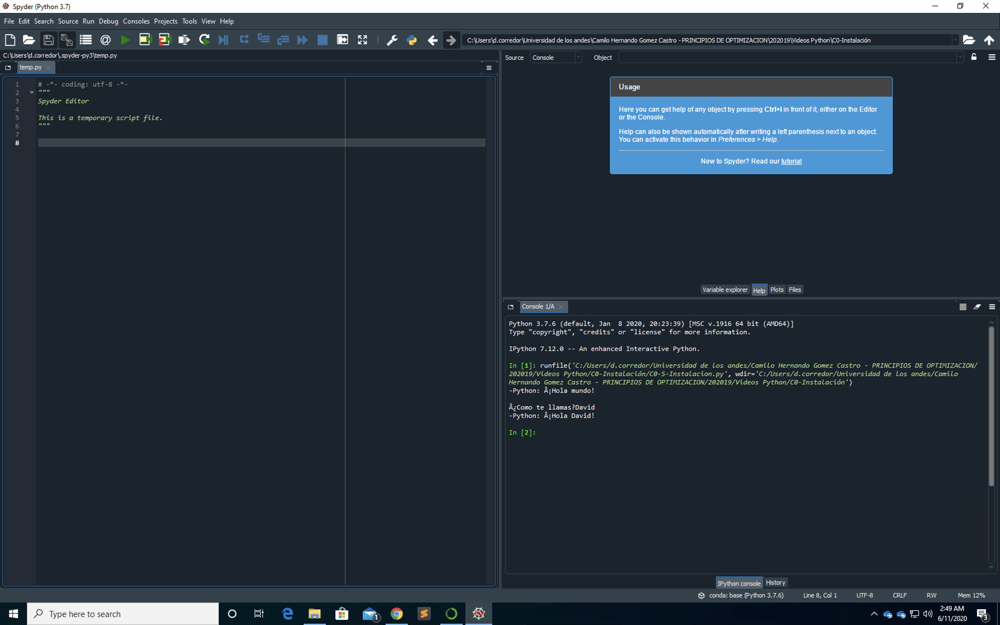 Spyder (Python 3.7)
File Edit Search Source Run Debug Consoles Projects Tools View Help
C:\Users\d.corredor\Universidad de los andes\Camilo Hernando Gomez Castro - PRINCIPIOS DE OPTIMIZACION\202019\Videos Python\C0-Instalación
C:\Users\d.corredor\.spyder-py3\temp.py
temp.py
1 # -*- coding: utf-8 -*-
2 """
3 Spyder Editor
4
5 This is a temporary script file.
6 """
7
8
Source Console Object
Usage
Here you can get help of any object by pressing Ctrl+I in front of it, either on the Editor
or the Console.
Help can also be shown automatically after writing a left parenthesis next to an object.
You can activate this behavior in Preferences > Help.
New to Spyder? Read our tutorial
Variable explorer Help Plots Files
Console 1/A
Python 3.7.6 (default, Jan  8 2020, 20:23:39) [MSC v.1916 64 bit (AMD64)]
Type "copyright", "credits" or "license" for more information.
IPython 7.12.0 -- An enhanced Interactive Python.
In [1]: runfile('C:/Users/d.corredor/Universidad de los andes/Camilo Hernando Gomez Castro - PRINCIPIOS DE OPTIMIZACION/
202019/Videos Python/C0-Instalación/C0-S-Instalacion.py', wdir='C:/Users/d.corredor/Universidad de los andes/Camilo
Hernando Gomez Castro - PRINCIPIOS DE OPTIMIZACION/202019/Videos Python/C0-Instalación')
-Python: Â¡Hola mundo!
Â¿Como te llamas?David
-Python: Â¡Hola David!
In [2]:
IPython console History
conda: base (Python 3.7.6) Line 8, Col 1 UTF-8 CRLF RW Mem 12%
Type here to search
1
2:49 AM
6/11/2020
3